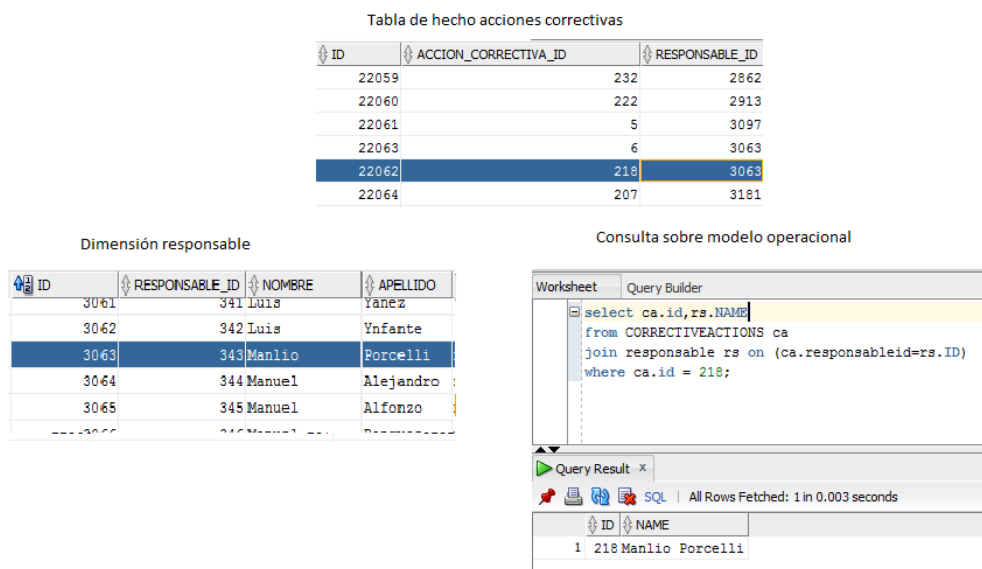 Tabla de hecho acciones correctivas
ID ACCION_CORRECTIVA_ID RESPONSABLE_ID
22059 232 2862
22060 222 2913
22061 5 3097
22063 6 3063
22062 218 3063
22064 207 3181
Dimensión responsable
ID RESPONSABLE_ID NOMBRE APELLIDO
3061 341 Luis Yanez
3062 342 Luis Ynfante
3063 343 Manlio Porcelli
3064 344 Manuel Alejandro
3065 345 Manuel Alfonzo
Consulta sobre modelo operacional
Worksheet Query Builder
select ca.id,rs.NAME
from CORRECTIVEACTIONS ca
join responsable rs on (ca.responsableid=rs.ID)
where ca.id = 218;
Query Result x
SQL | All Rows Fetched: 1 in 0.003 seconds
ID NAME
1 218 Manlio Porcelli